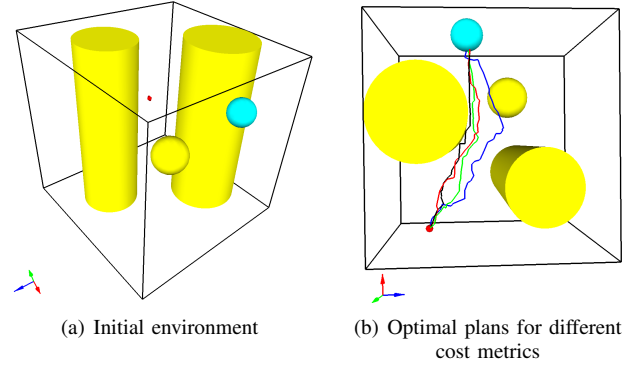 (a) Initial environment
(b) Optimal plans for different
cost metrics